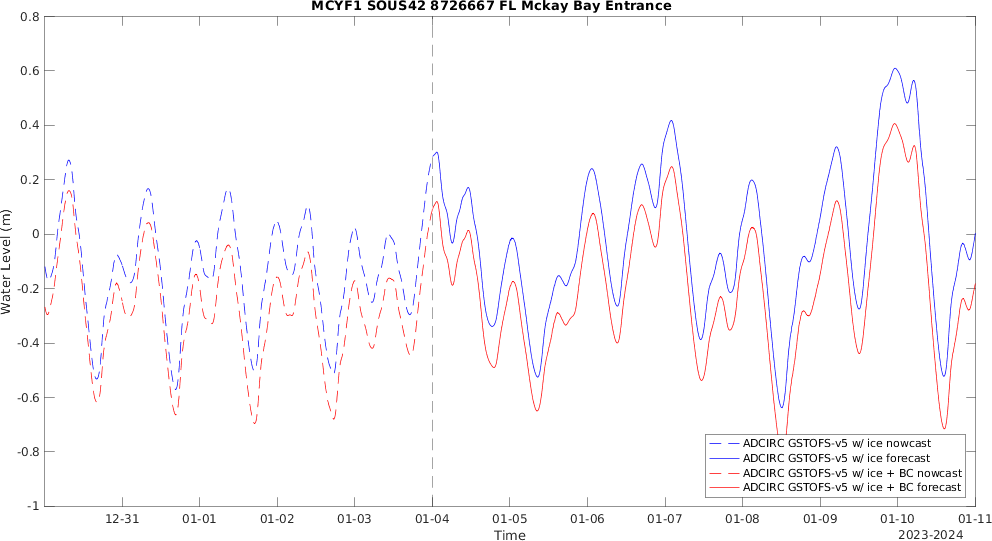 MCYF1 SOUS42 8726667 FL Mckay Bay Entrance
0.8
0.6
0.4
0.2
0
-0.2
-0.4
-0.6
-0.8
-1
Water Level (m)
12-31 01-01 01-02 01-03 01-04 01-05 01-06 01-07 01-08 01-09 01-10 01-11
Time
2023-2024
ADCIRC GSTOFS-v5 w/ ice nowcast
ADCIRC GSTOFS-v5 w/ ice forecast
ADCIRC GSTOFS-v5 w/ ice + BC nowcast
ADCIRC GSTOFS-v5 w/ ice + BC forecast